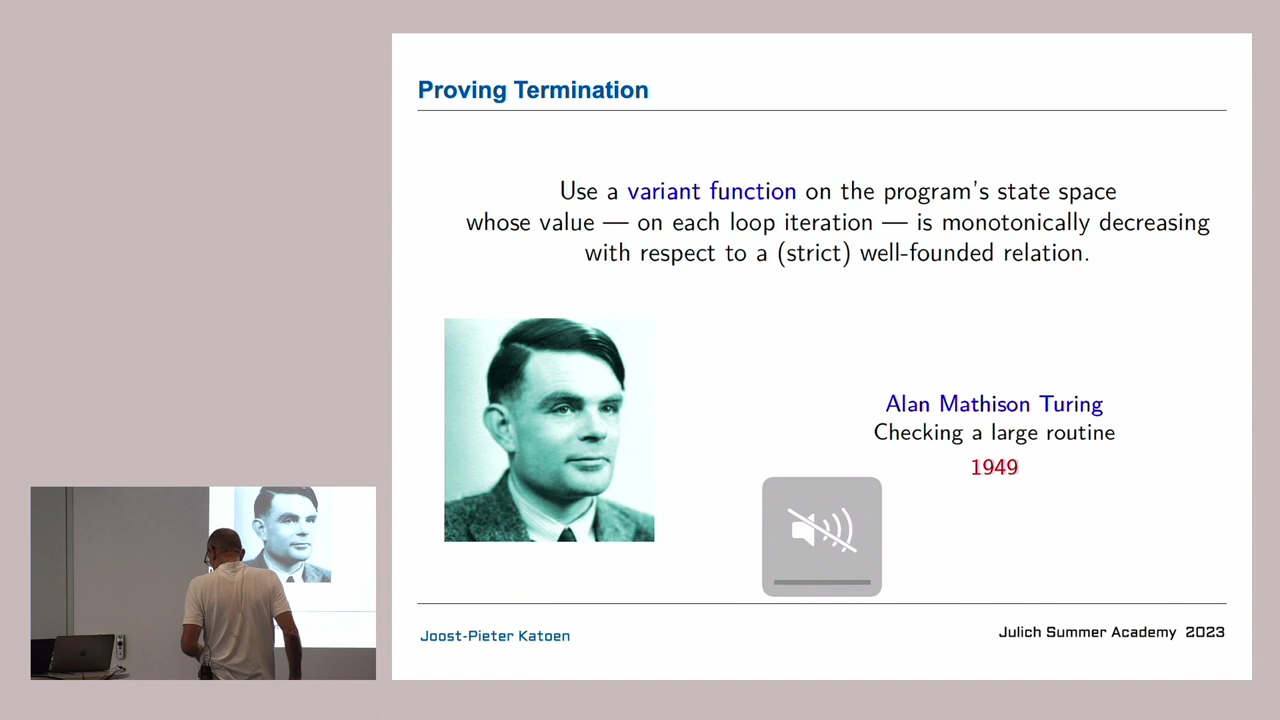 Proving Termination
Use a variant function on the program's state space
whose value — on each loop iteration — is monotonically decreasing
with respect to a (strict) well-founded relation.
Alan Mathison Turing
Checking a large routine
1949
Joost-Pieter Katoen
Julich Summer Academy 2023